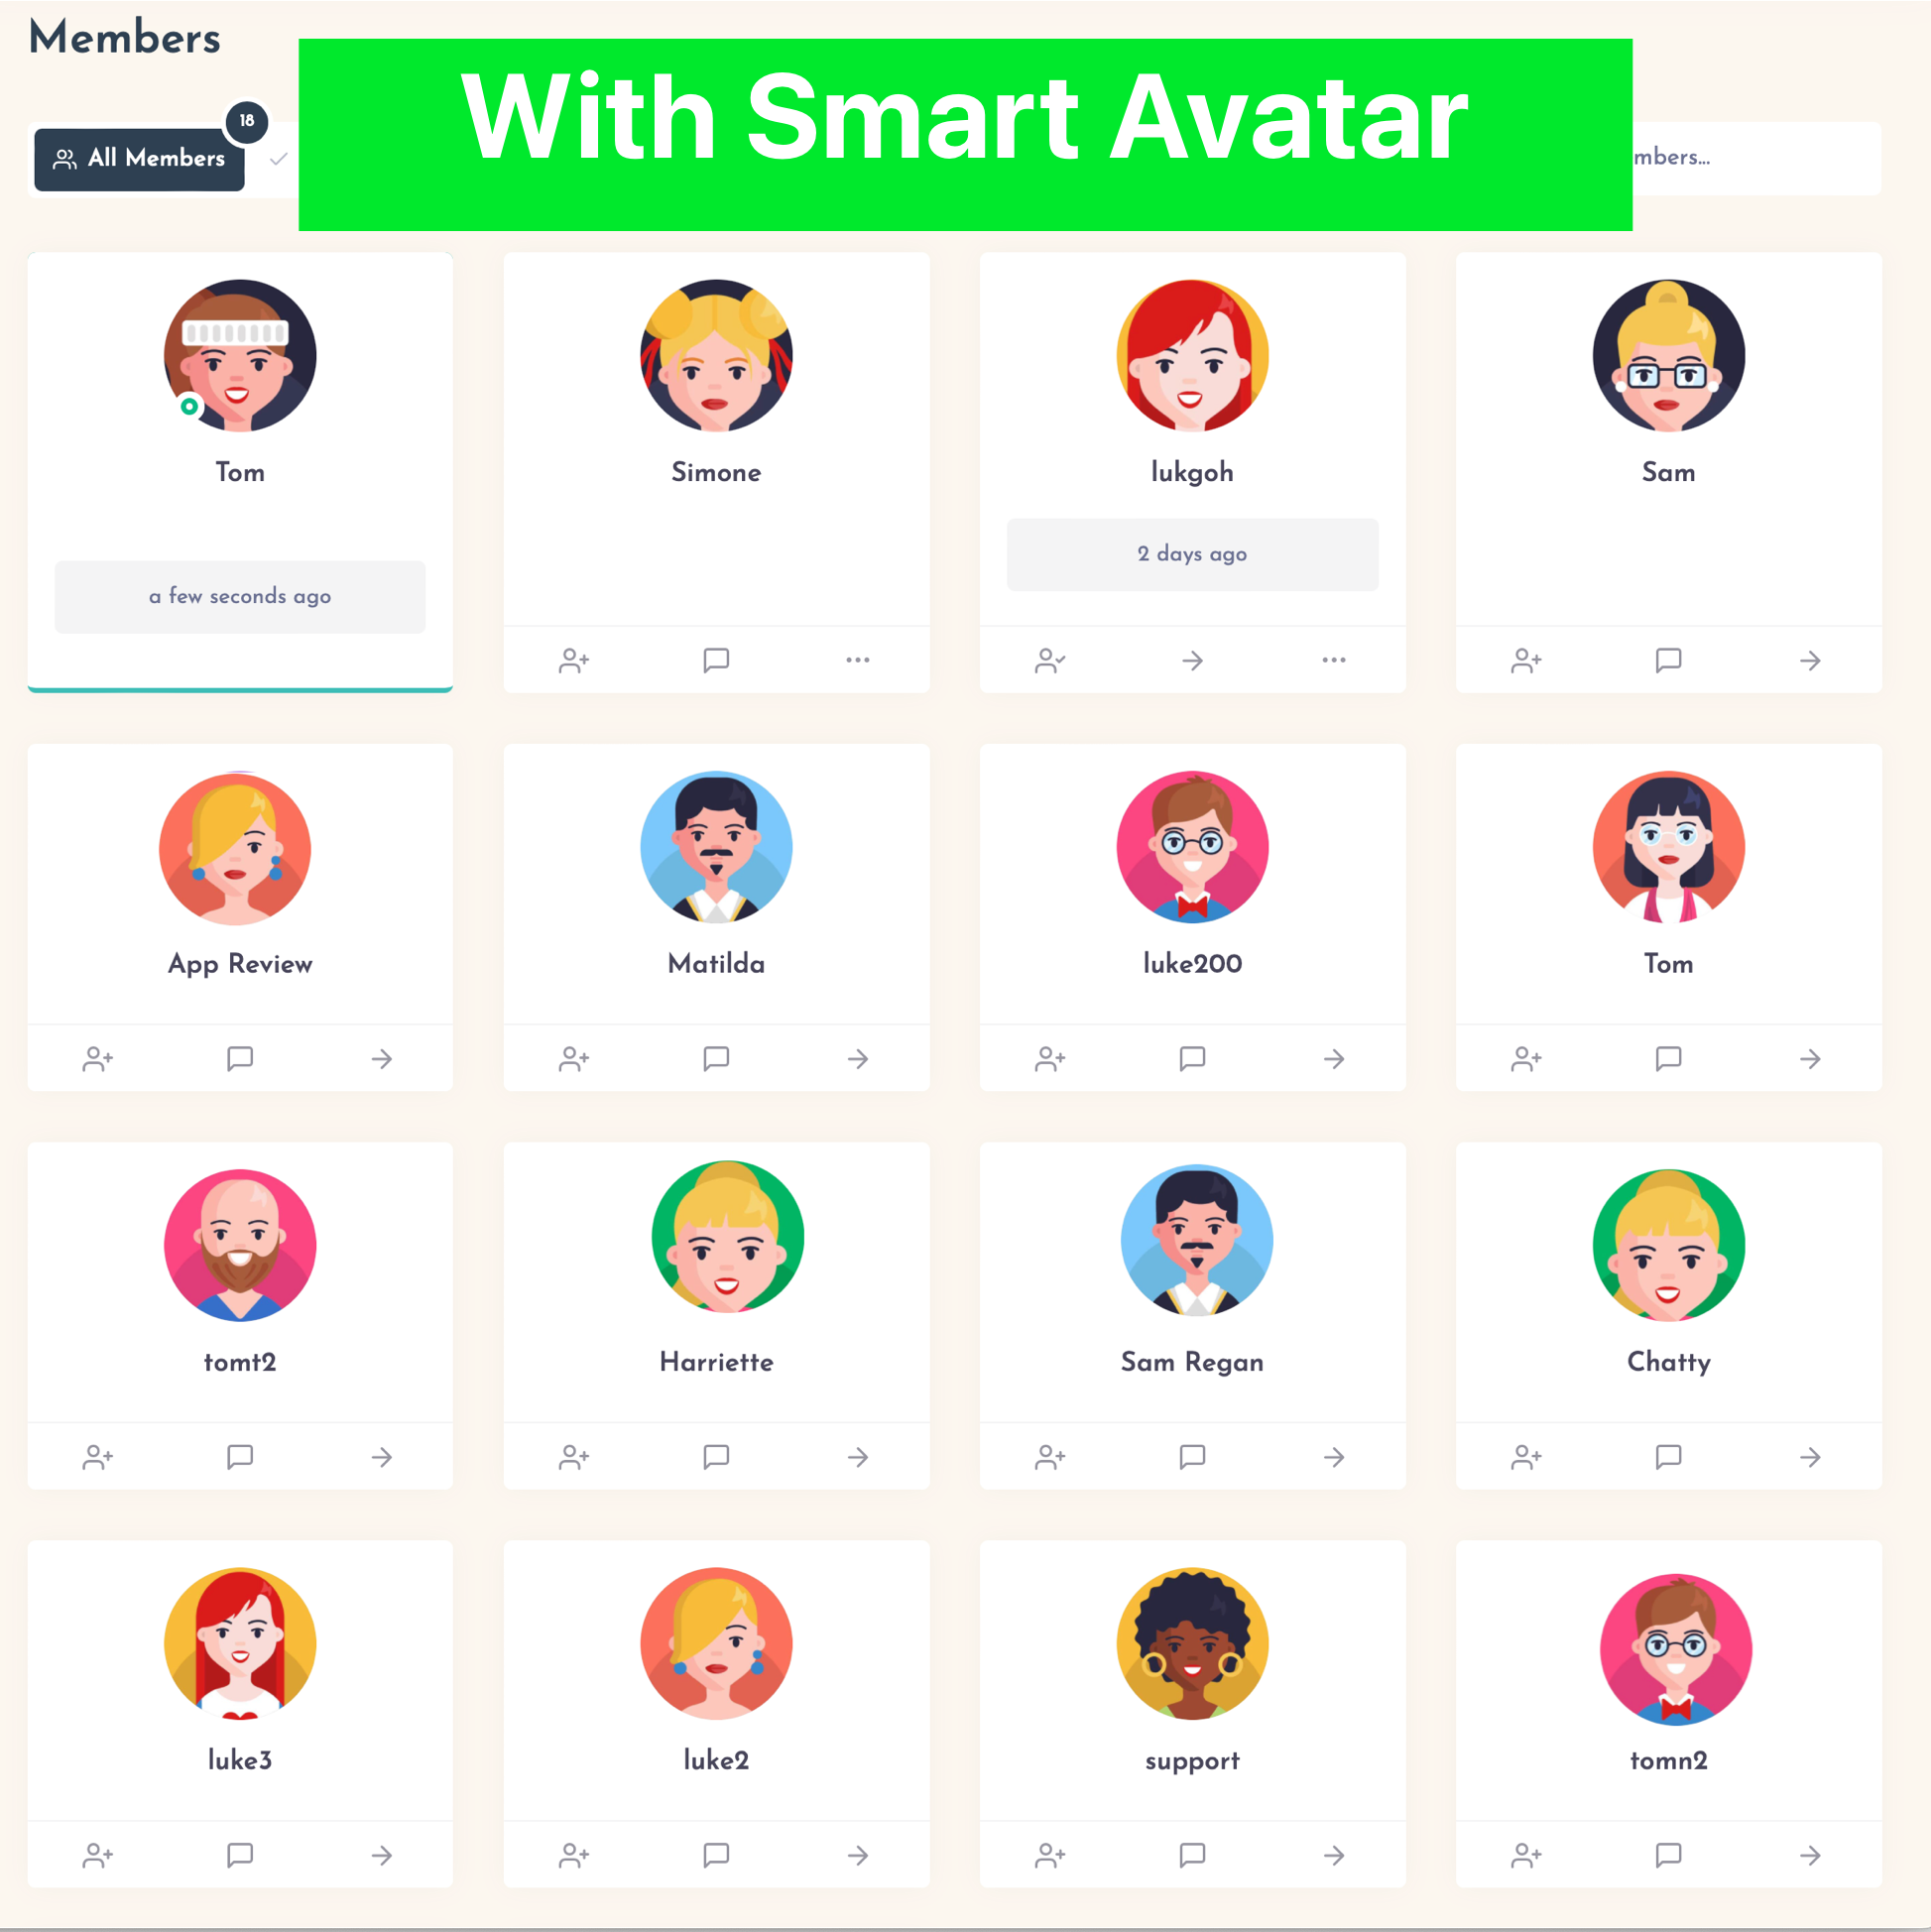 Members
With Smart Avatar
18
All Members
mbers...
Tom
Simone
lukgoh
Sam
a few seconds ago
2 days ago
App Review
Matilda
luke200
Tom
tomt2
Harriette
Sam Regan
Chatty
luke3
luke2
support
tomn2